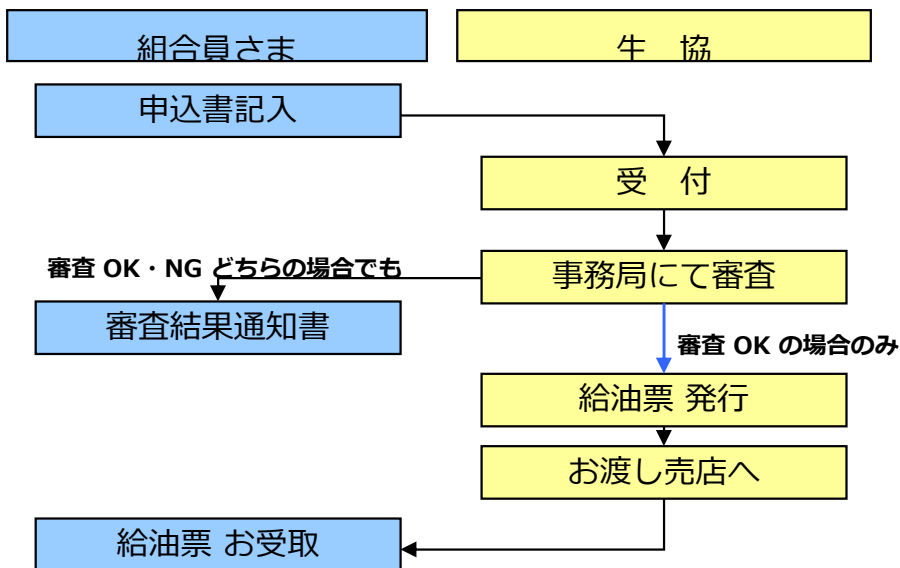 組合員さま
生　協
申込書記入
受　付
審査 OK・NG どちらの場合でも
事務局にて審査
審査結果通知書
審査 OK の場合のみ
給油票 発行
お渡し売店へ
給油票 お受取